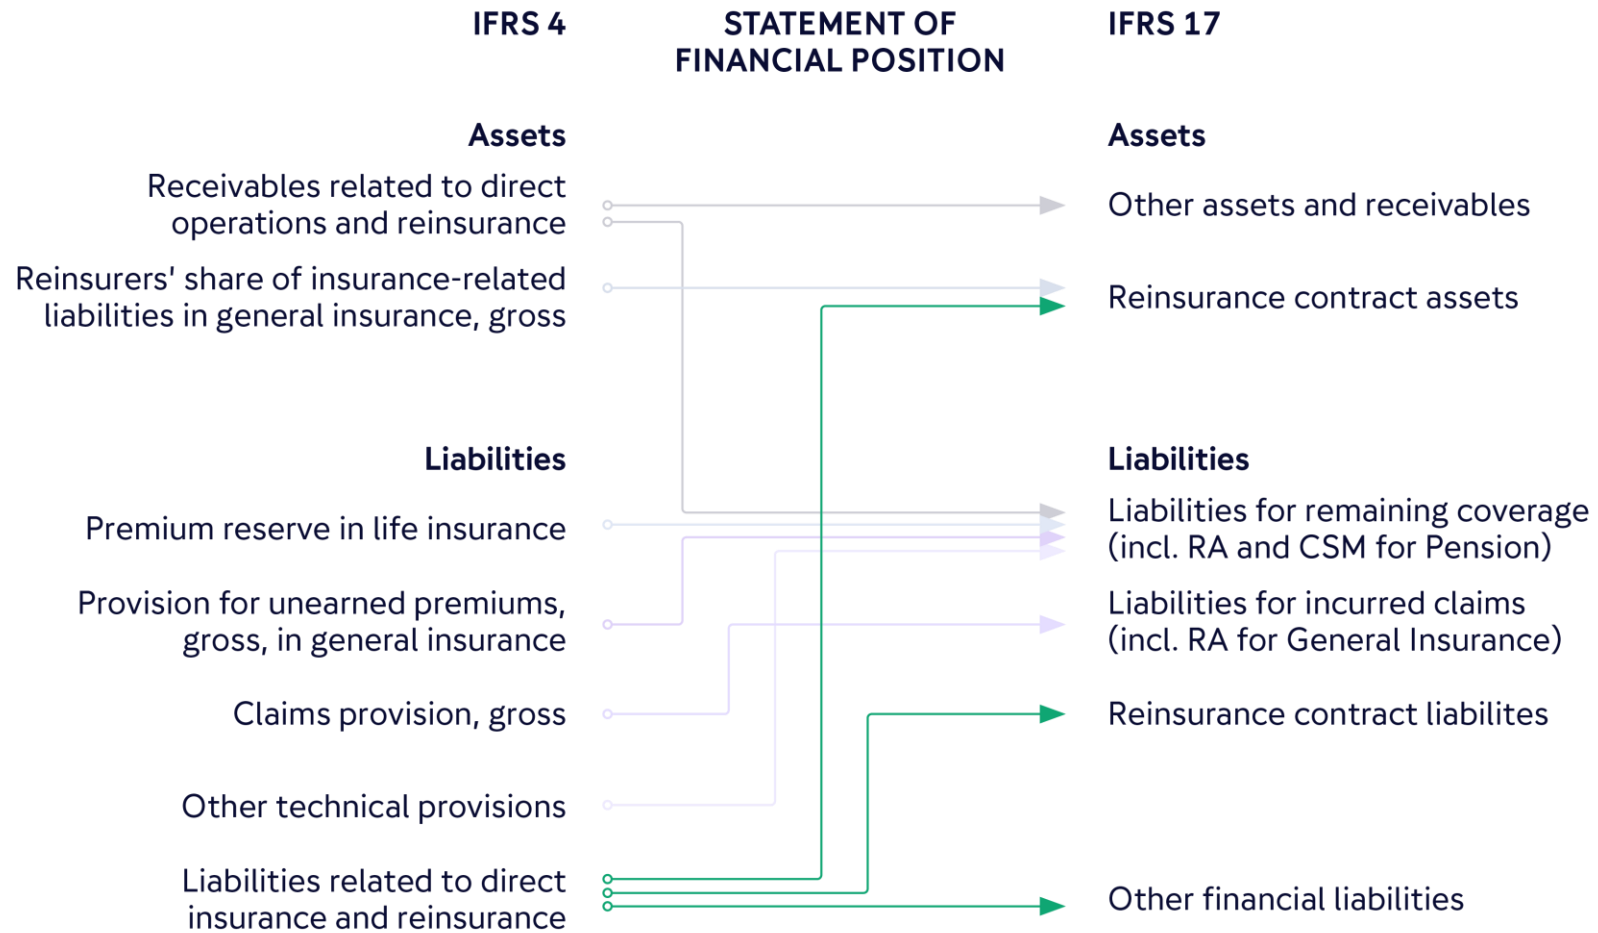 IFRS 4
STATEMENT OF
FINANCIAL POSITION
IFRS 17
Assets
Receivables related to direct
operations and reinsurance
Reinsurers' share of insurance-related
liabilities in general insurance, gross
Liabilities
Premium reserve in life insurance
Provision for unearned premiums,
gross, in general insurance
Claims provision, gross
Other technical provisions
Liabilities related to direct
insurance and reinsurance
Assets
Other assets and receivables
Reinsurance contract assets
Liabilities
Liabilities for remaining coverage
(incl. RA and CSM for Pension)
Liabilities for incurred claims
(incl. RA for General Insurance)
Reinsurance contract liabilites
Other financial liabilities